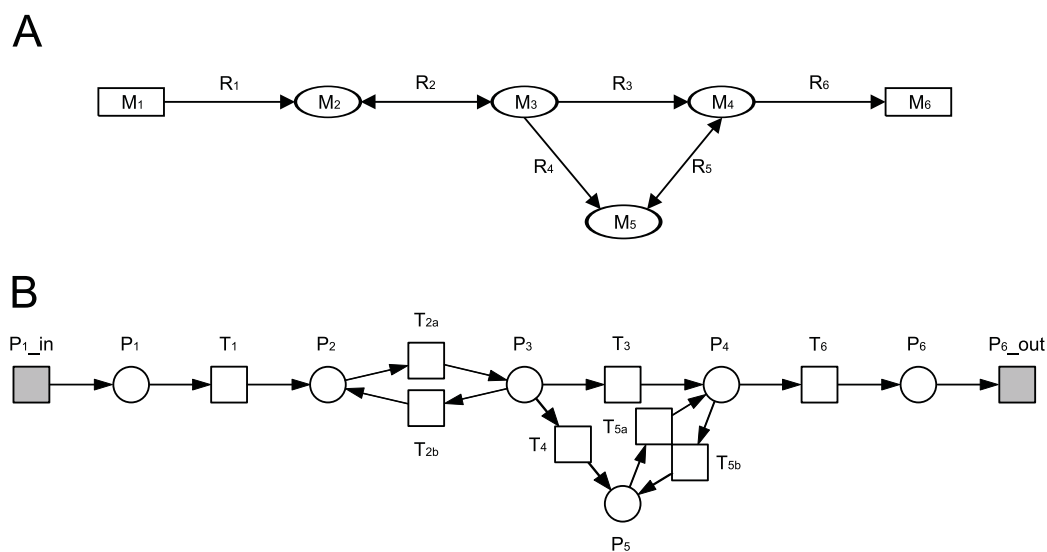 A
R1 R2 R3 R6
M1 M2 M3 M4 M6
R4 R5
M5
B
T2a
P1_in P1 T1 P2 P3 T3 P4 T6 P6 P6_out
T5a
T2b T4 T5b
P5